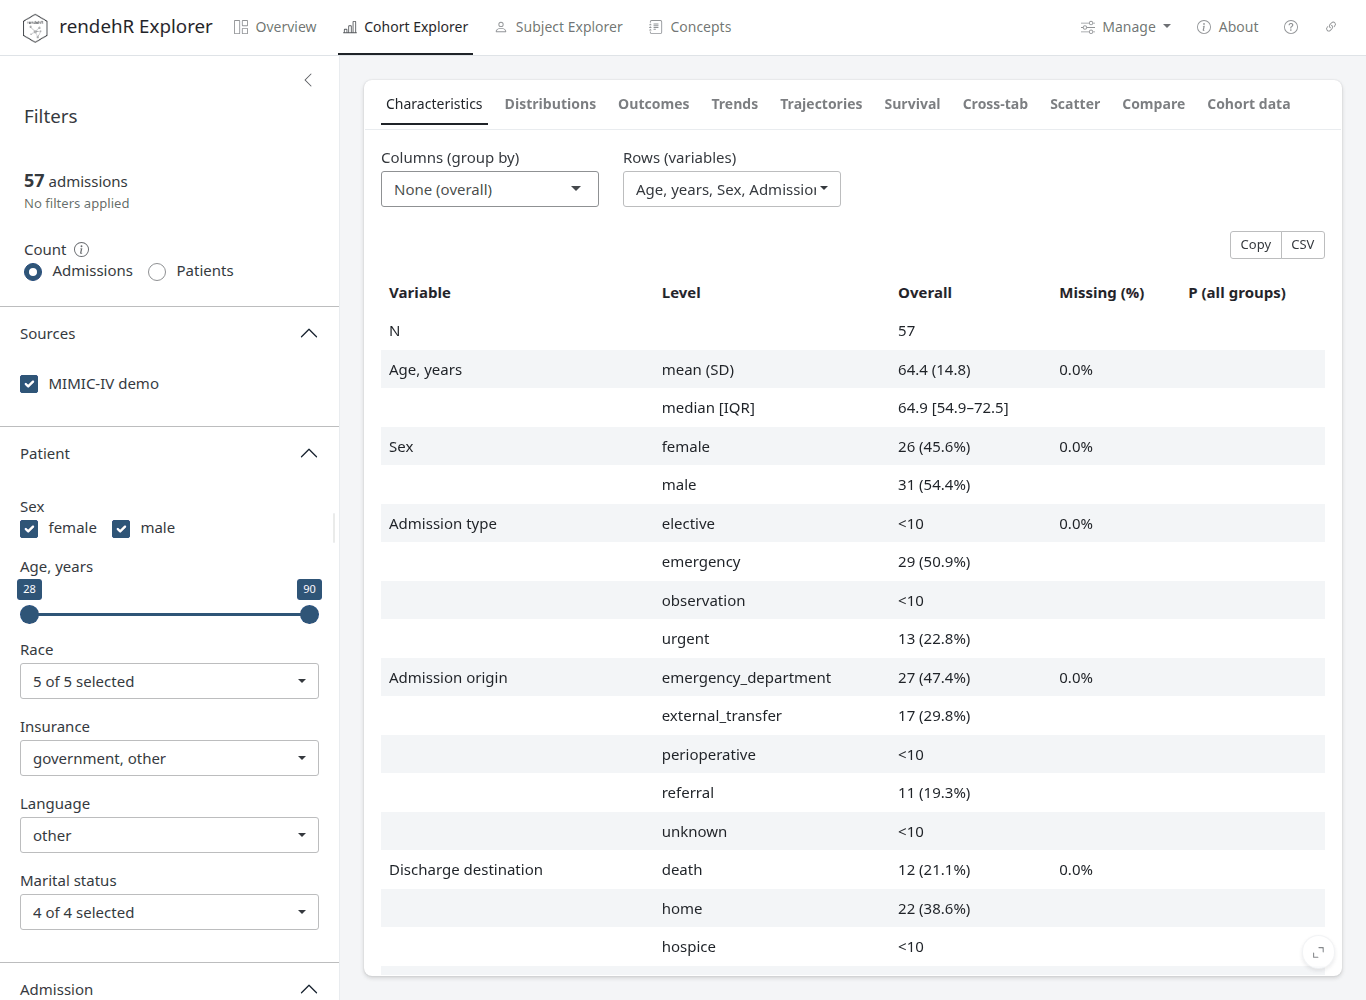 rendehR Explorer
Overview
Cohort Explorer
Subject Explorer
Concepts
Manage
About
Filters
57 admissions
No filters applied
Count
Admissions
Patients
Sources
MIMIC-IV demo
Patient
Sex
female
male
Age, years
28
90
Race
5 of 5 selected
Insurance
government, other
Language
other
Marital status
4 of 4 selected
Admission
Characteristics
Distributions
Outcomes
Trends
Trajectories
Survival
Cross-tab
Scatter
Compare
Cohort data
Columns (group by)
Rows (variables)
None (overall)
Age, years, Sex, Admission
Copy
CSV
Variable Level Overall Missing (%) P (all groups)
N 57
Age, years mean (SD) 64.4 (14.8) 0.0%
median [IQR] 64.9 [54.9–72.5]
Sex female 26 (45.6%) 0.0%
male 31 (54.4%)
Admission type elective <10 0.0%
emergency 29 (50.9%)
observation <10
urgent 13 (22.8%)
Admission origin emergency_department 27 (47.4%) 0.0%
external_transfer 17 (29.8%)
perioperative <10
referral 11 (19.3%)
unknown <10
Discharge destination death 12 (21.1%) 0.0%
home 22 (38.6%)
hospice <10